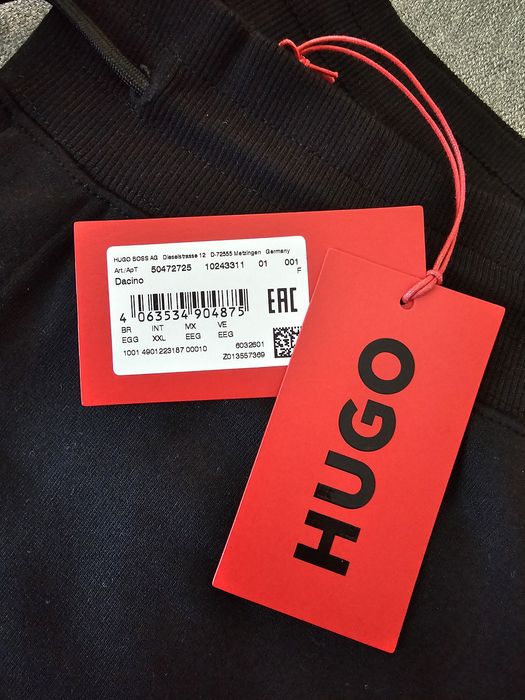 HUGO BOSS AG Dieselstrasse 12 D-72555 Metzingen Germany
Art./ApT 50472725 10243311 01 001
Dacino F
4 063534 904875 EAC
BR INT MX VE
EGG XXL EEG EEG
6032601
1001 4901223187 00010 Z013557369
HUGO